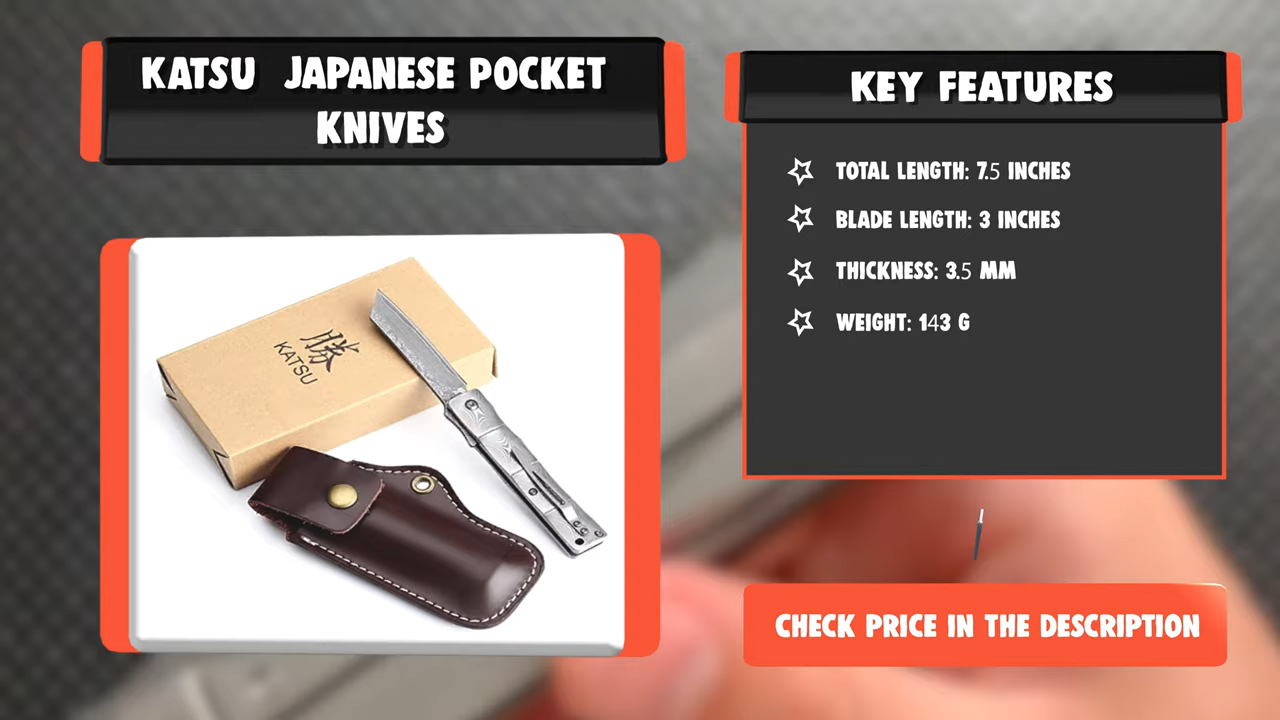 KATSU JAPANESE POCKET
KNIVES
勝
KATSU
KEY FEATURES
TOTAL LENGTH: 7.5 INCHES
BLADE LENGTH: 3 INCHES
THICKNESS: 3.5 MM
WEIGHT: 143 G
CHECK PRICE IN THE DESCRIPTION